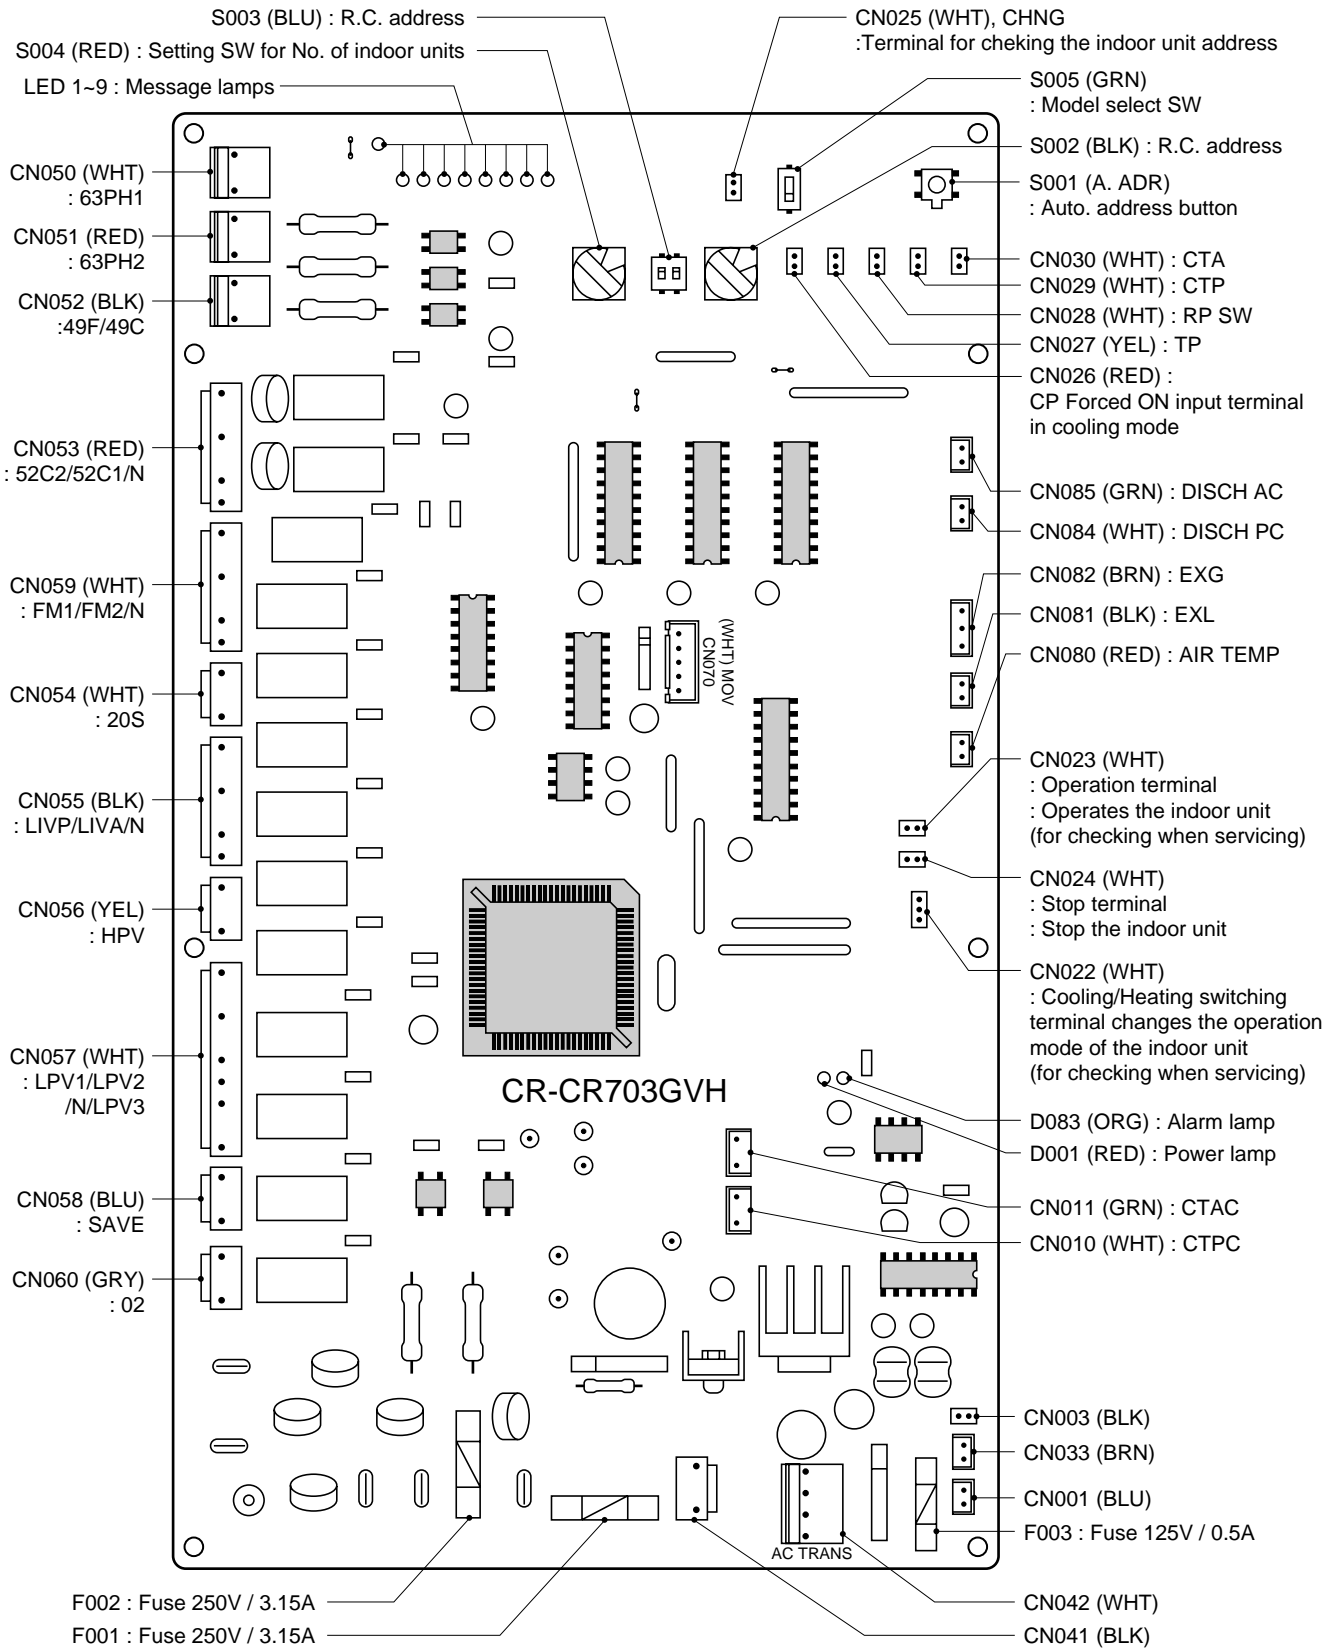 S003 (BLU) : R.C. address
S004 (RED) : Setting SW for No. of indoor units
LED 1~9 : Message lamps
CN025 (WHT), CHNG
:Terminal for cheking the indoor unit address
S005 (GRN)
: Model select SW
S002 (BLK) : R.C. address
S001 (A. ADR)
: Auto. address button
CN030 (WHT) : CTA
CN029 (WHT) : CTP
CN028 (WHT) : RP SW
CN027 (YEL) : TP
CN026 (RED) :
CP Forced ON input terminal
in cooling mode
CN085 (GRN) : DISCH AC
CN084 (WHT) : DISCH PC
CN082 (BRN) : EXG
CN081 (BLK) : EXL
CN080 (RED) : AIR TEMP
CN023 (WHT)
: Operation terminal
: Operates the indoor unit
(for checking when servicing)
CN024 (WHT)
: Stop terminal
: Stop the indoor unit
CN022 (WHT)
: Cooling/Heating switching
terminal changes the operation
mode of the indoor unit
(for checking when servicing)
D083 (ORG) : Alarm lamp
D001 (RED) : Power lamp
CN011 (GRN) : CTAC
CN010 (WHT) : CTPC
CN003 (BLK)
CN033 (BRN)
CN001 (BLU)
F003 : Fuse 125V / 0.5A
CN042 (WHT)
CN041 (BLK)
CN050 (WHT)
: 63PH1
CN051 (RED)
: 63PH2
CN052 (BLK)
:49F/49C
CN053 (RED)
: 52C2/52C1/N
CN059 (WHT)
: FM1/FM2/N
CN054 (WHT)
: 20S
CN055 (BLK)
: LIVP/LIVA/N
CN056 (YEL)
: HPV
CN057 (WHT)
: LPV1/LPV2
/N/LPV3
CN058 (BLU)
: SAVE
CN060 (GRY)
: 02
F002 : Fuse 250V / 3.15A
F001 : Fuse 250V / 3.15A
(WHT) MOV
CN070
CR-CR703GVH
AC TRANS